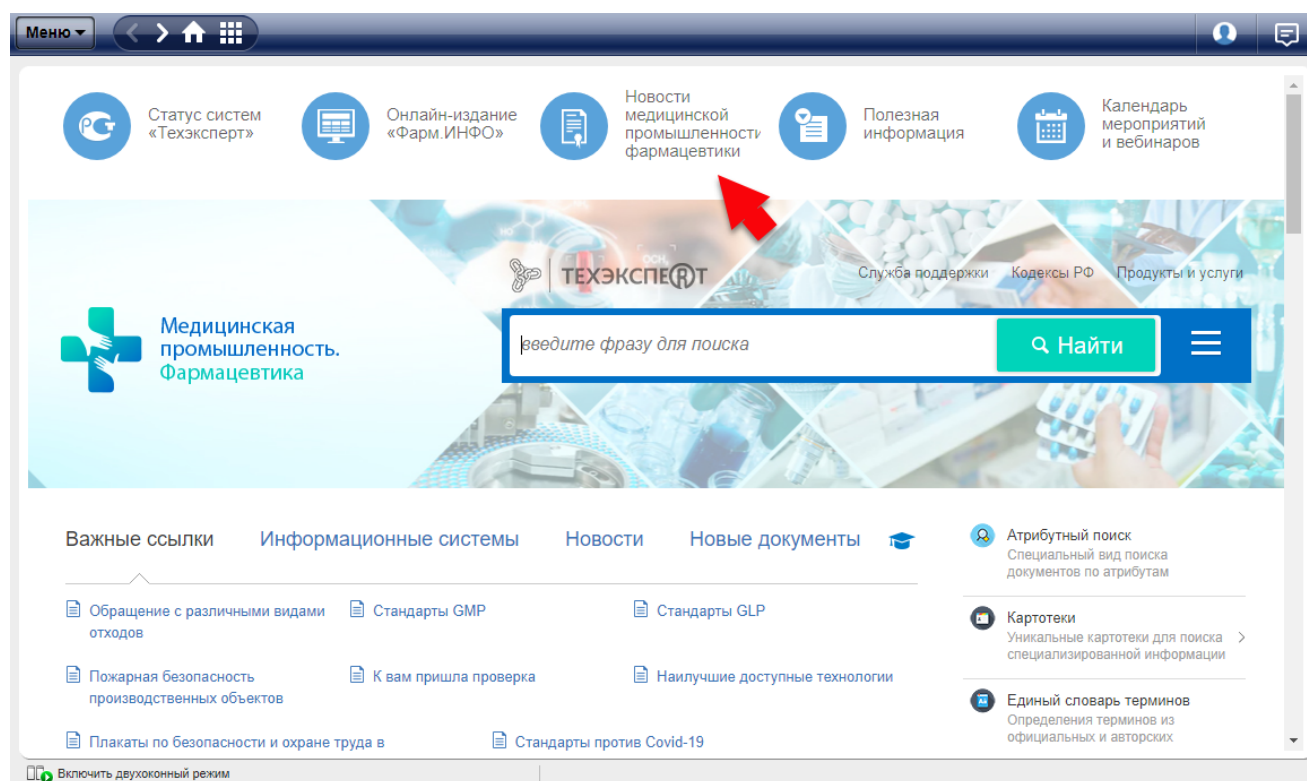 Меню
Статус систем
«Техэксперт»
Онлайн-издание
«Фарм.ИНФО»
Новости
медицинской
промышленности
фармацевтики
Полезная
информация
Календарь
мероприятий
и вебинаров
ТЕХЭКСПЕRТ
Служба поддержки Кодексы РФ Продукты и услуги
Медицинская
промышленность.
Фармацевтика
введите фразу для поиска
Найти
Важные ссылки Информационные системы Новости Новые документы
Обращение с различными видами
отходов
Стандарты GMP
Стандарты GLP
Пожарная безопасность
производственных объектов
К вам пришла проверка
Наилучшие доступные технологии
Плакаты по безопасности и охране труда в
Стандарты против Covid-19
Атрибутный поиск
Специальный вид поиска
документов по атрибутам
Картотеки
Уникальные картотеки для поиска
специализированной информации
Единый словарь терминов
Определения терминов из
официальных и авторских
Включить двухоконный режим